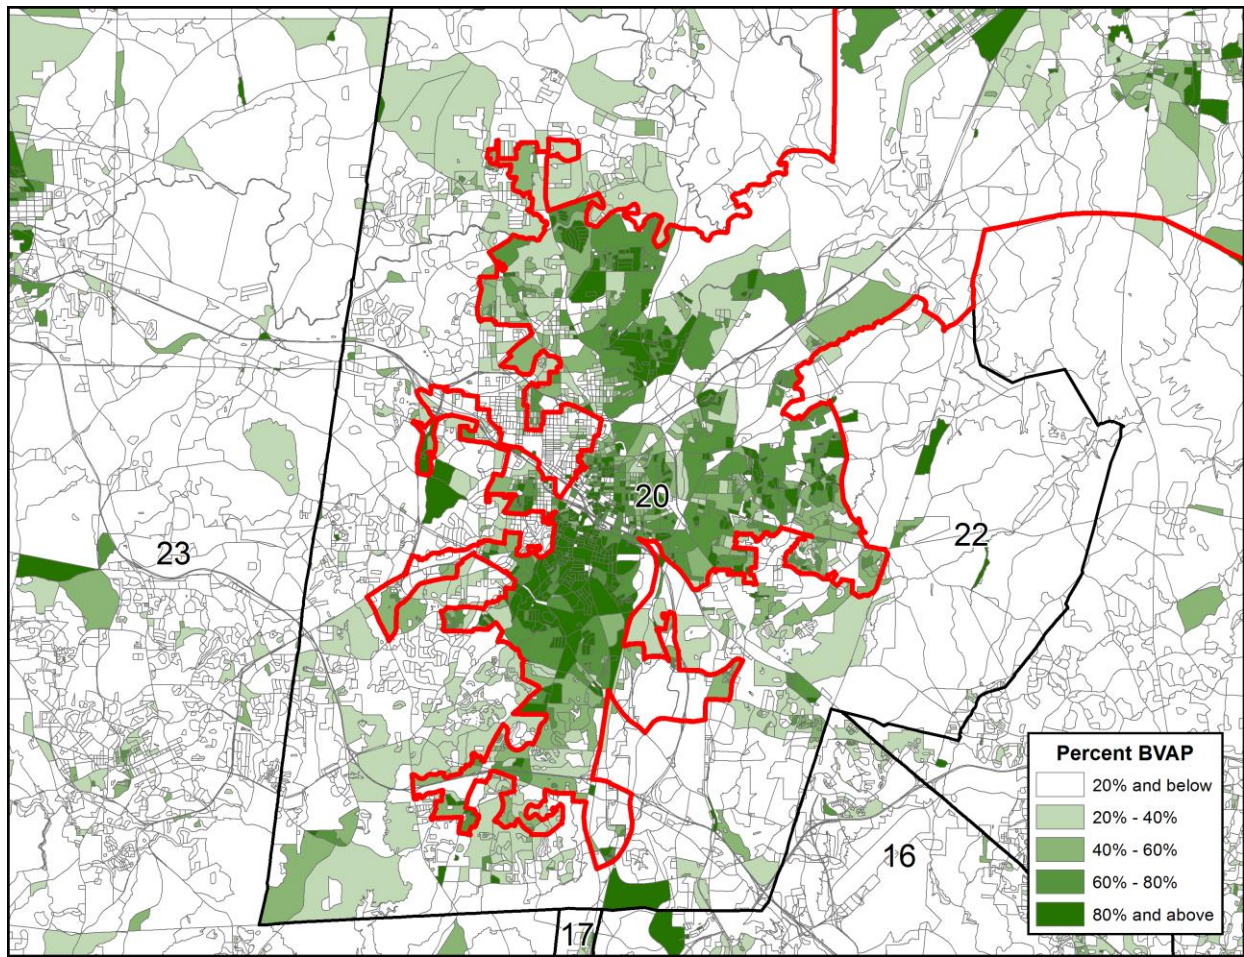 20
22
23
16
17
Percent BVAP
20% and below
20% - 40%
40% - 60%
60% - 80%
80% and above